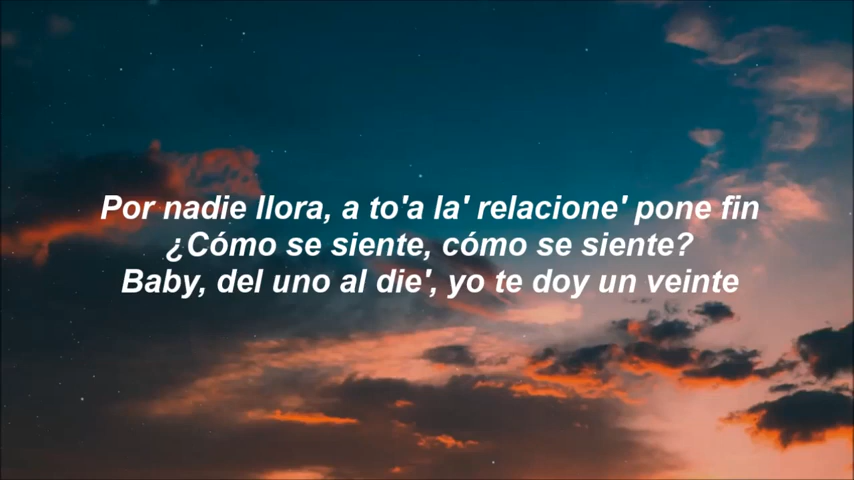 Por nadie llora, a to'a la' relacione' pone fin
¿Cómo se siente, cómo se siente?
Baby, del uno al die', yo te doy un veinte